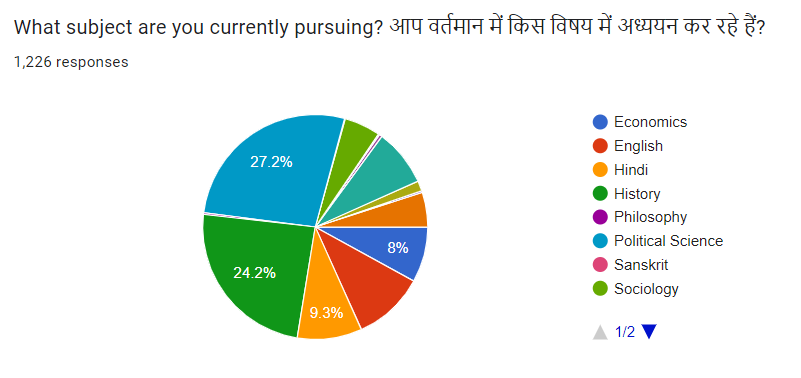 What subject are you currently pursuing? आप वर्तमान में किस विषय में अध्ययन कर रहे हैं?
1,226 responses
27.2%
24.2%
9.3%
8%
Economics
English
Hindi
History
Philosophy
Political Science
Sanskrit
Sociology
1/2